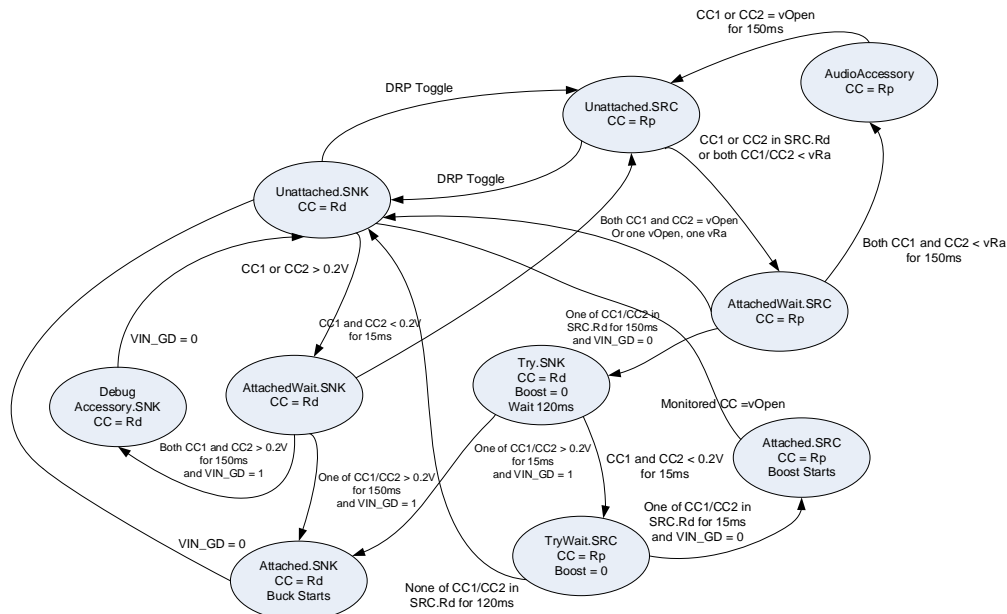 CC1 or CC2 = vOpen
for 150ms
AudioAccessory
CC = Rp
DRP Toggle
Unattached.SRC
CC = Rp
CC1 or CC2 in SRC.Rd
or both CC1/CC2 < vRa
DRP Toggle
Unattached.SNK
CC = Rd
Both CC1 and CC2 = vOpen
Or one vOpen, one vRa
Both CC1 and CC2 < vRa
for 150ms
CC1 or CC2 > 0.2V
AttachedWait.SRC
CC = Rp
CC1 and CC2 < 0.2V
for 15ms
One of CC1/CC2 in
SRC.Rd for 150ms
and VIN_GD = 0
VIN_GD = 0
Try.SNK
CC = Rd
Boost = 0
Wait 120ms
Debug
Accessory.SNK
CC = Rd
AttachedWait.SNK
CC = Rd
Monitored CC =vOpen
Attached.SRC
CC = Rp
Boost Starts
Both CC1 and CC2 > 0.2V
for 150ms
and VIN_GD = 1
One of CC1/CC2 > 0.2V
for 150ms
and VIN_GD = 1
One of CC1/CC2 > 0.2V
for 15ms
and VIN_GD = 1
CC1 and CC2 < 0.2V
for 15ms
One of CC1/CC2 in
SRC.Rd for 15ms
and VIN_GD = 0
TryWait.SRC
CC = Rp
Boost = 0
VIN_GD = 0
Attached.SNK
CC = Rd
Buck Starts
None of CC1/CC2 in
SRC.Rd for 120ms